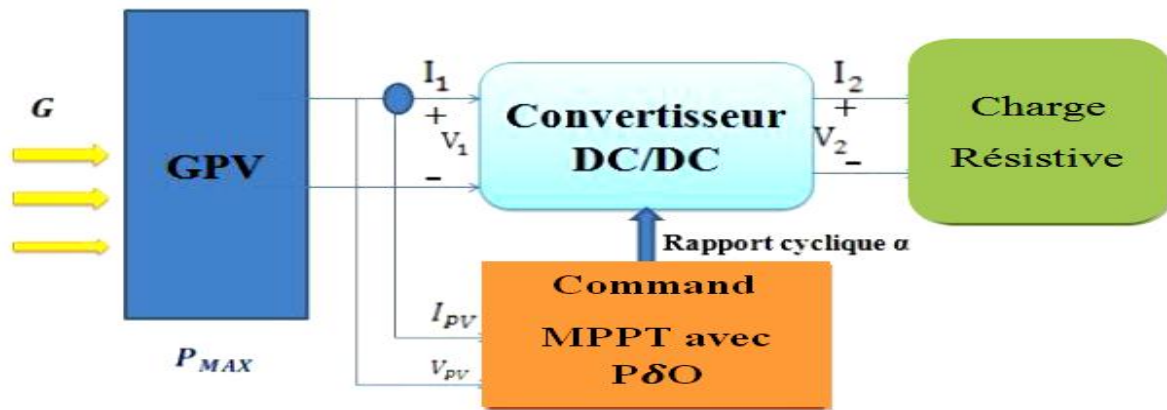 G
GPV
P_MAX
I₁
+
V₁
-
Convertisseur
DC/DC
I₂
+
V₂
-
Charge
Résistive
Rapport cyclique α
I_PV
V_pv
Command
MPPT avec
PδO